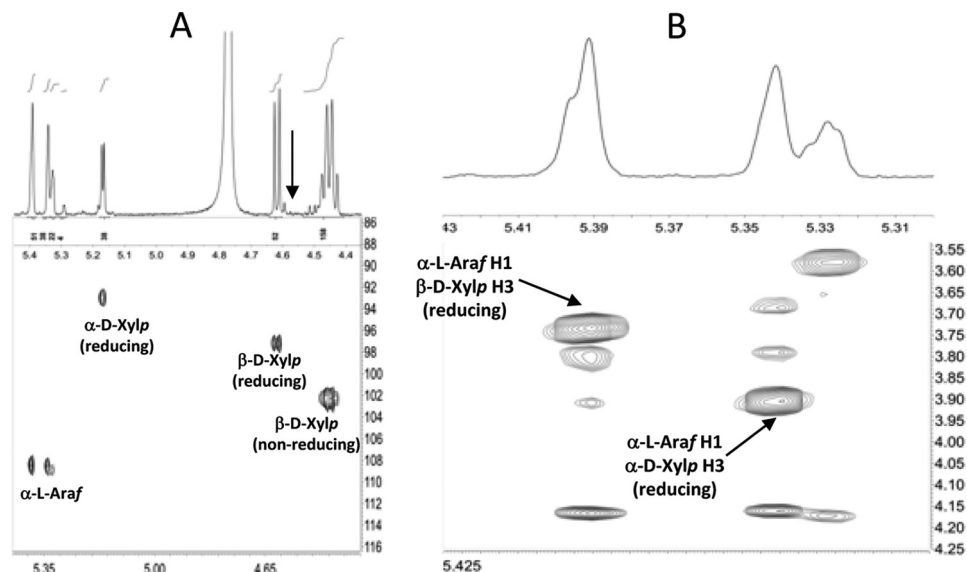 A
86
88
5.4 5.3 5.2 5.1 5.0 4.9 4.8 4.7 4.6 4.5 4.4
90
92
94
96
98
100
102
104
106
108
110
112
114
116
α-D-Xylp
(reducing)
β-D-Xylp
(reducing)
β-D-Xylp
(non-reducing)
α-L-Araf
5.35 5.00 4.65
B
43 5.41 5.39 5.37 5.35 5.33 5.31
3.55
3.60
3.65
3.70
3.75
3.80
3.85
3.90
3.95
4.00
4.05
4.10
4.15
4.20
4.25
α-L-Araf H1
β-D-Xylp H3
(reducing)
α-L-Araf H1
α-D-Xylp H3
(reducing)
5.425